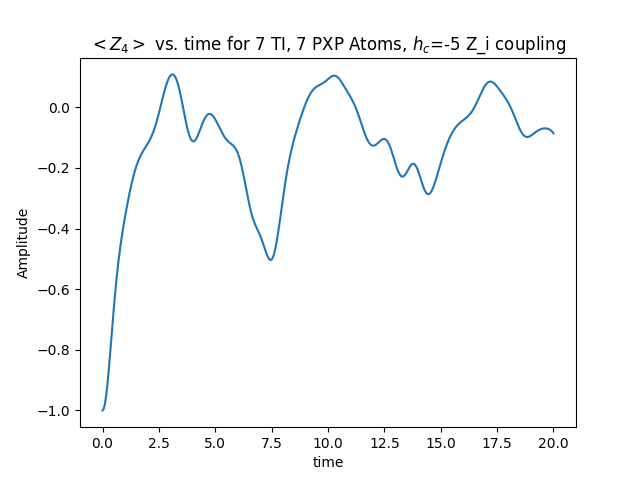 < Z₄ > vs. time for 7 TI, 7 PXP Atoms, h_c=-5 Z_i coupling
Amplitude
0.0
−0.2
−0.4
−0.6
−0.8
−1.0
0.0 2.5 5.0 7.5 10.0 12.5 15.0 17.5 20.0
time